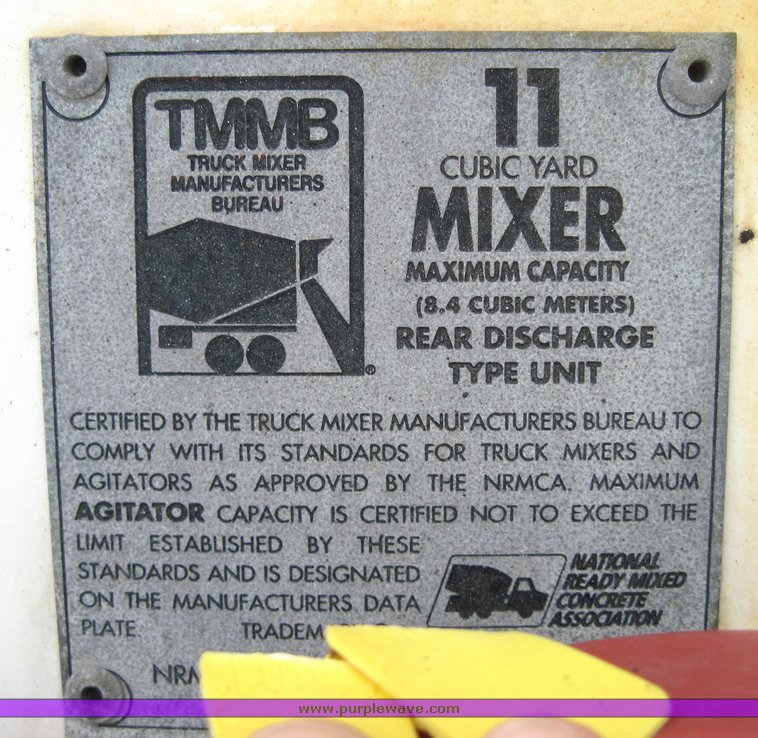 TMMB
TRUCK MIXER
MANUFACTURERS
BUREAU
®
11
CUBIC YARD
MIXER
MAXIMUM CAPACITY
(8.4 CUBIC METERS)
REAR DISCHARGE
TYPE UNIT
CERTIFIED BY THE TRUCK MIXER MANUFACTURERS BUREAU TO
COMPLY WITH ITS STANDARDS FOR TRUCK MIXERS AND
AGITATORS AS APPROVED BY THE NRMCA. MAXIMUM
AGITATOR CAPACITY IS CERTIFIED NOT TO EXCEED THE
LIMIT ESTABLISHED BY THESE
STANDARDS AND IS DESIGNATED
ON THE MANUFACTURERS DATA
PLATE.
NATIONAL
READY MIXED
CONCRETE
ASSOCIATION
www.purplewave.com